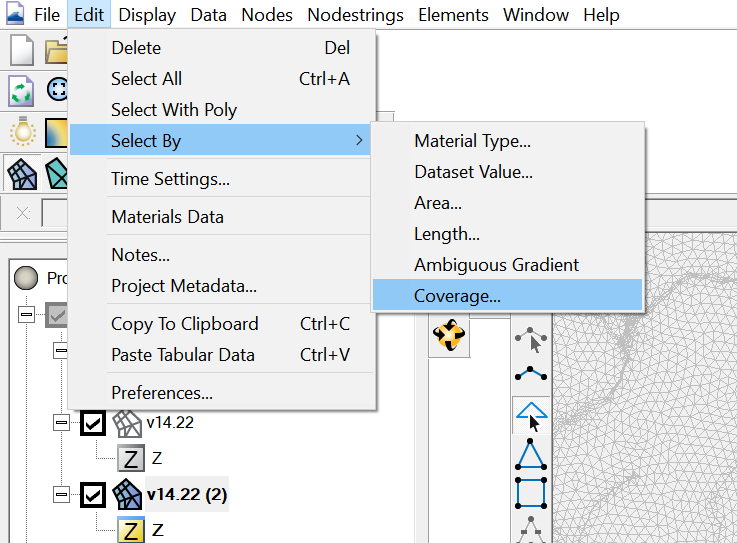 File Edit Display Data Nodes Nodestrings Elements Window Help
Delete Del
Select All Ctrl+A
Select With Poly
Select By
Material Type...
Dataset Value...
Area...
Length...
Ambiguous Gradient
Coverage...
Time Settings...
Materials Data
Notes...
Project Metadata...
Copy To Clipboard Ctrl+C
Paste Tabular Data Ctrl+V
Preferences...
v14.22
Z Z
v14.22 (2)
Z Z